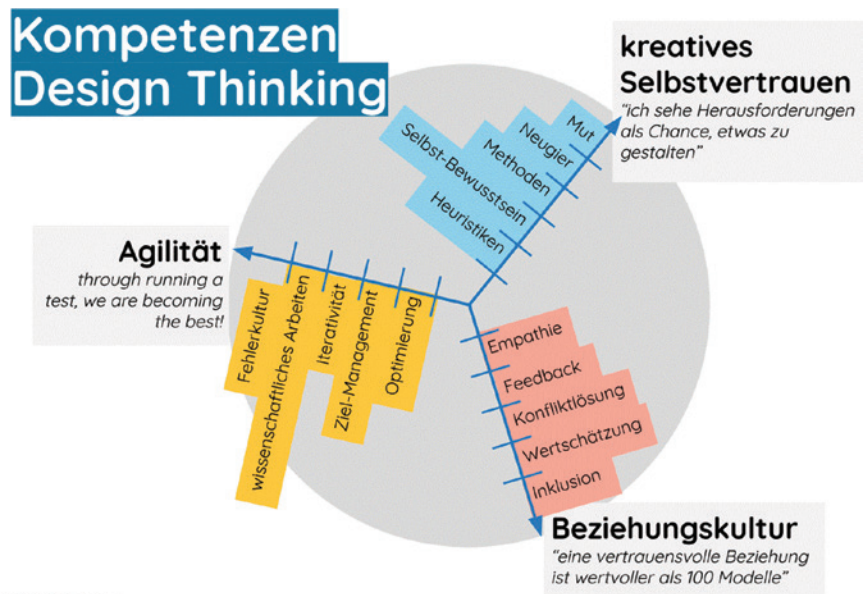 Kompetenzen
Design Thinking
kreatives
Selbstvertrauen
“Ich sehe Herausforderungen
als Chance, etwas zu
gestalten”
Mut
Neugier
Methoden
Selbst-Bewusstsein
Heuristiken
Agilität
through running a
test, we are becoming
the best!
Fehlerkultur
wissenschaftliches Arbeiten
Iterativität
Ziel-Management
Optimierung
Empathie
Feedback
Konfliktlösung
Wertschätzung
Inklusion
Beziehungskultur
“eine vertrauensvolle Beziehung
ist wertvoller als 100 Modelle”